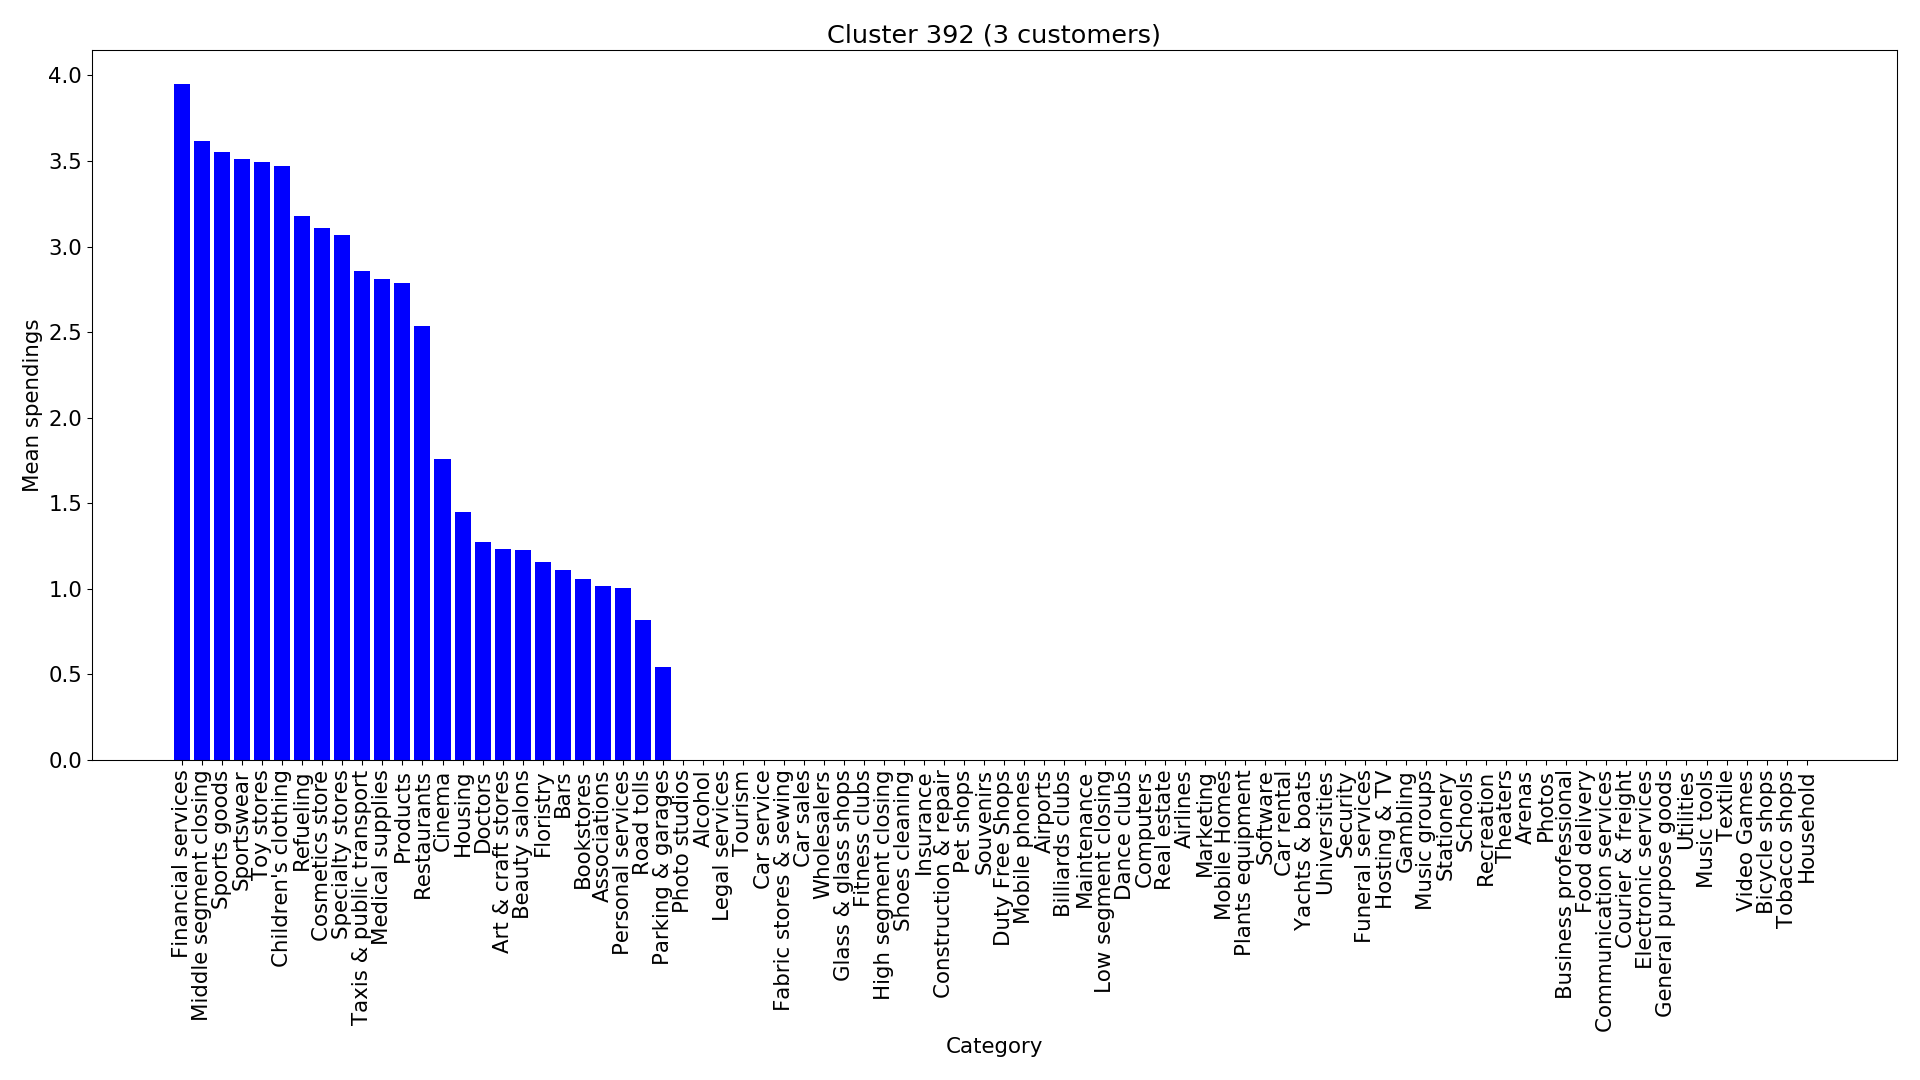 Cluster 392 (3 customers)
Mean spendings
4.0
3.5
3.0
2.5
2.0
1.5
1.0
0.5
0.0
Financial services
Middle segment closing
Sports goods
Sportswear
Toy stores
Children's clothing
Refueling
Cosmetics store
Specialty stores
Taxis & public transport
Medical supplies
Products
Restaurants
Cinema
Housing
Doctors
Art & craft stores
Beauty salons
Floristry
Bars
Bookstores
Associations
Personal services
Road tolls
Parking & garages
Photo studios
Alcohol
Legal services
Tourism
Car service
Fabric stores & sewing
Car sales
Wholesalers
Glass & glass shops
Fitness clubs
High segment closing
Shoes cleaning
Insurance
Construction & repair
Pet shops
Souvenirs
Duty Free Shops
Mobile phones
Airports
Billiards clubs
Maintenance
Low segment closing
Dance clubs
Computers
Real estate
Airlines
Marketing
Mobile Homes
Plants equipment
Software
Car rental
Yachts & boats
Universities
Security
Funeral services
Hosting & TV
Gambling
Music groups
Stationery
Schools
Recreation
Theaters
Arenas
Photos
Business professional
Food delivery
Communication services
Courier & freight
Electronic services
General purpose goods
Utilities
Music tools
Textile
Video Games
Bicycle shops
Tobacco shops
Household
Category